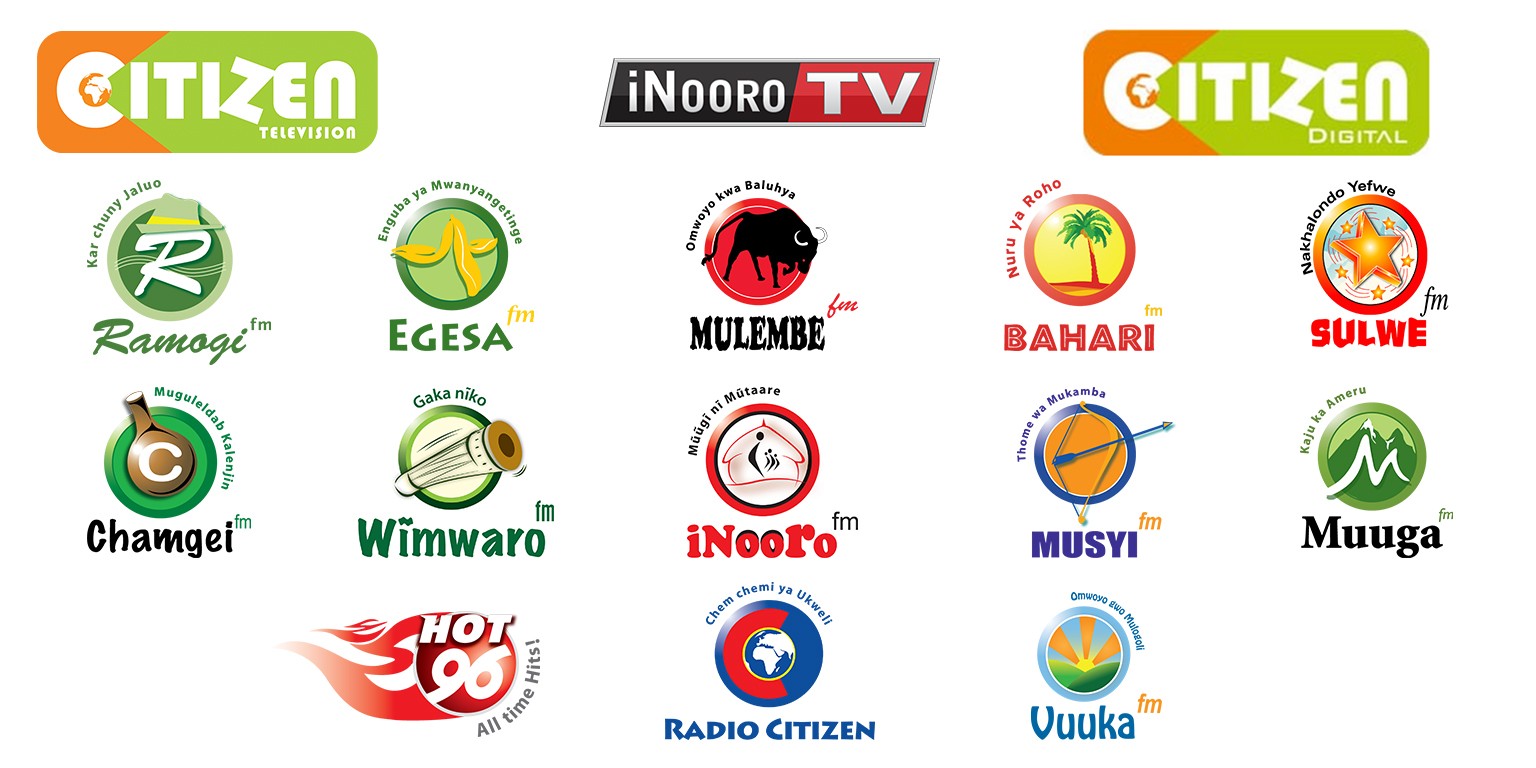 CITIZEN
TELEVISION
iNOORO TV
CITIZEN
DIGITAL
Kar chuny Jaluo
R
Ramogi fm
Enguba ya Mwanyangetinge
EGESA fm
Omwoyo kwa Baluhya
MULEMBE fm
Nuru ya Roho
BAHARI fm
Nakhalondo Yefwe
SULWE fm
Muguleldab Kalenjin
C
Chamgei fm
Gaka nĩko
Wĩmwaro fm
Mũũgĩ nĩ Mũtaare
iNooro fm
Thome wa Mukamba
MUSYI fm
Kaju ka Ameru
M
Muuga fm
HOT
96
All time Hits!
Chem chemi ya Ukweli
C
RADIO CITIZEN
Omwoyo gwo Mulogoli
Vuuka fm